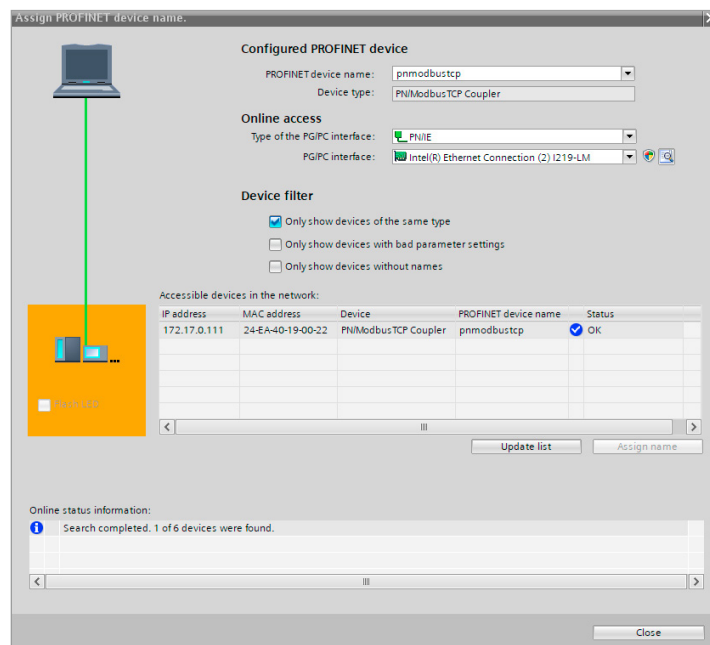 Assign PROFINET device name.
Configured PROFINET device
PROFINET device name: pnmodbustcp
Device type: PN/ModbusTCP Coupler
Online access
Type of the PG/PC interface: PN/IE
PG/PC interface: Intel(R) Ethernet Connection (2) I219-LM
Device filter
Only show devices of the same type
Only show devices with bad parameter settings
Only show devices without names
Accessible devices in the network:
IP address MAC address Device PROFINET device name Status
172.17.0.111 24-EA-40-19-00-22 PN/ModbusTCP Coupler pnmodbustcp OK
...
Flash LED
Update list Assign name
Online status information:
Search completed. 1 of 6 devices were found.
Close